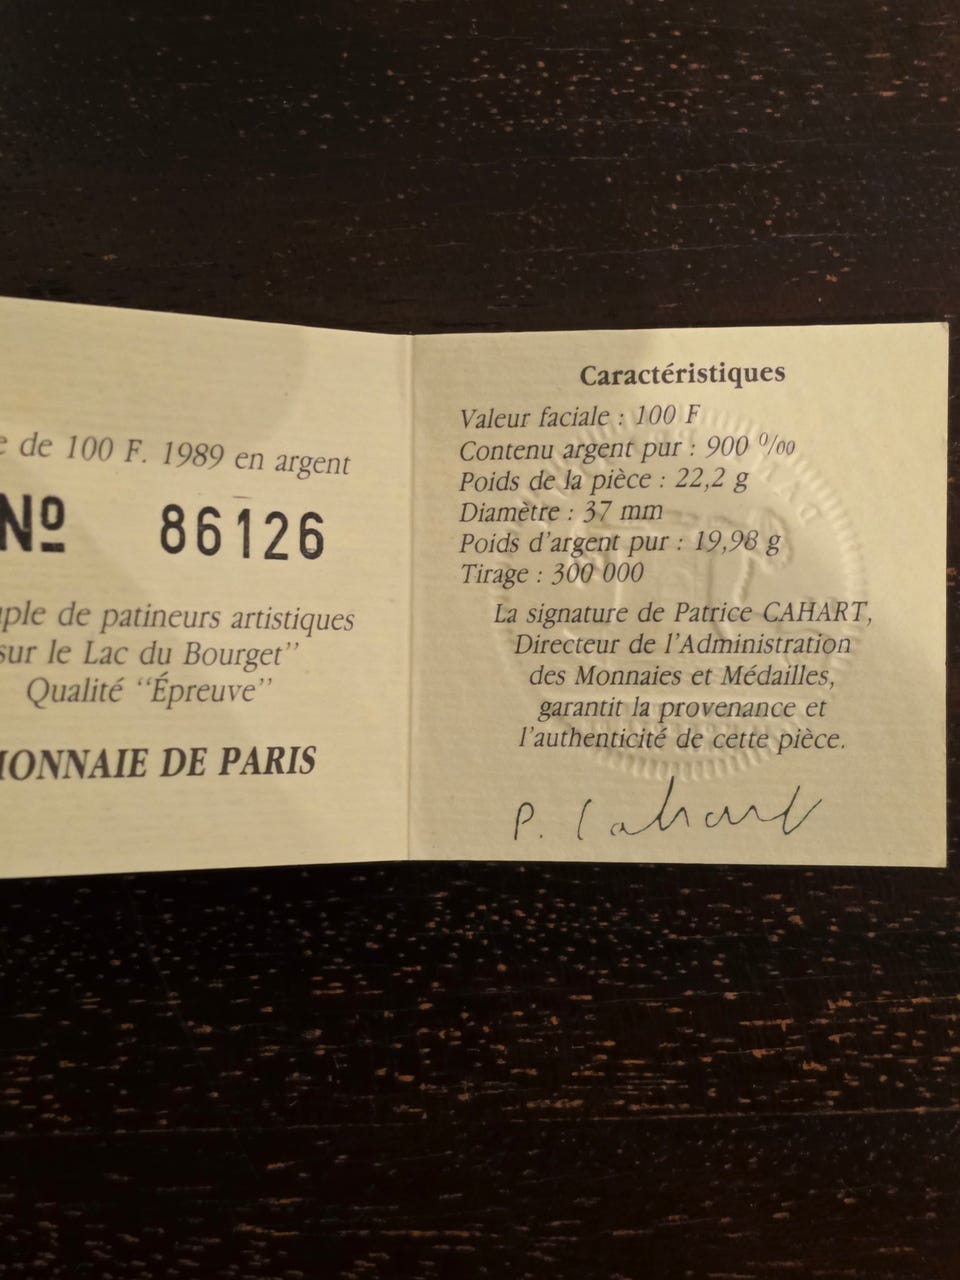 de 100 F. 1989 en argent
Nº 86126
de patineurs artistiques
sur le Lac du Bourget”
Qualité “Épreuve”
MONNAIE DE PARIS
Caractéristiques
Valeur faciale : 100 F
Contenu argent pur : 900 ‰
Poids de la pièce : 22,2 g
Diamètre : 37 mm
Poids d'argent pur : 19,98 g
Tirage : 300 000
La signature de Patrice CAHART,
Directeur de l'Administration
des Monnaies et Médailles,
garantit la provenance et
l'authenticité de cette pièce.
P. Cahart